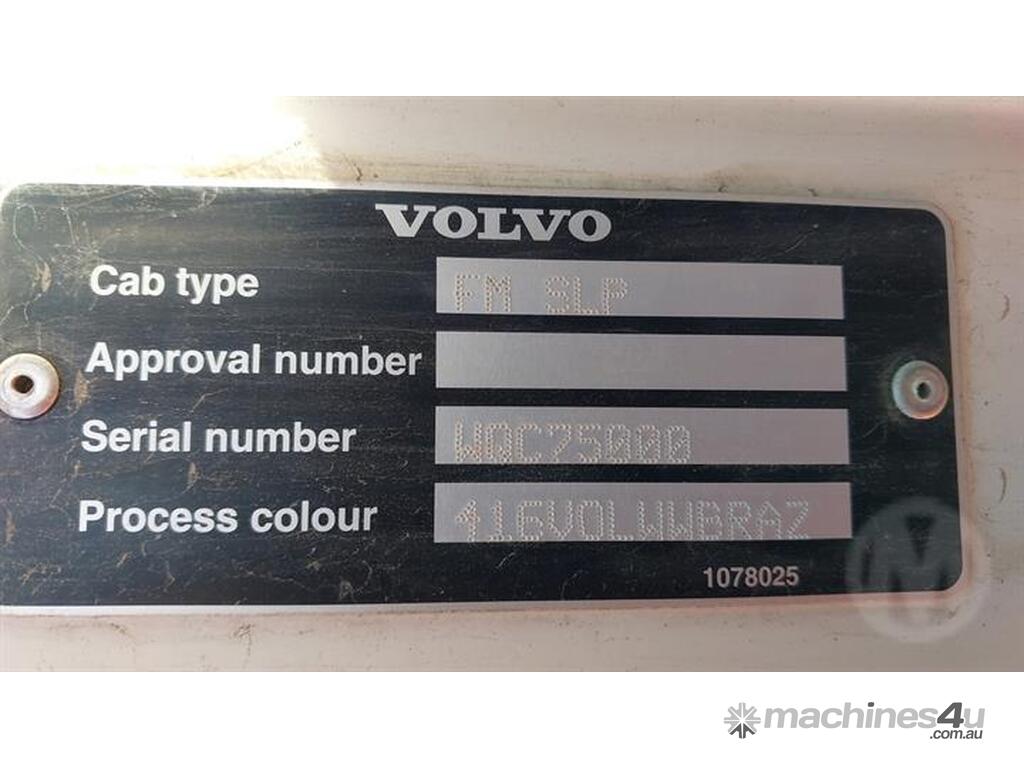 VOLVO
Cab type FM SLP
Approval number
Serial number WQC75000
Process colour 416VOLWWBRAZ
1078025
M
machines4u
.com.au